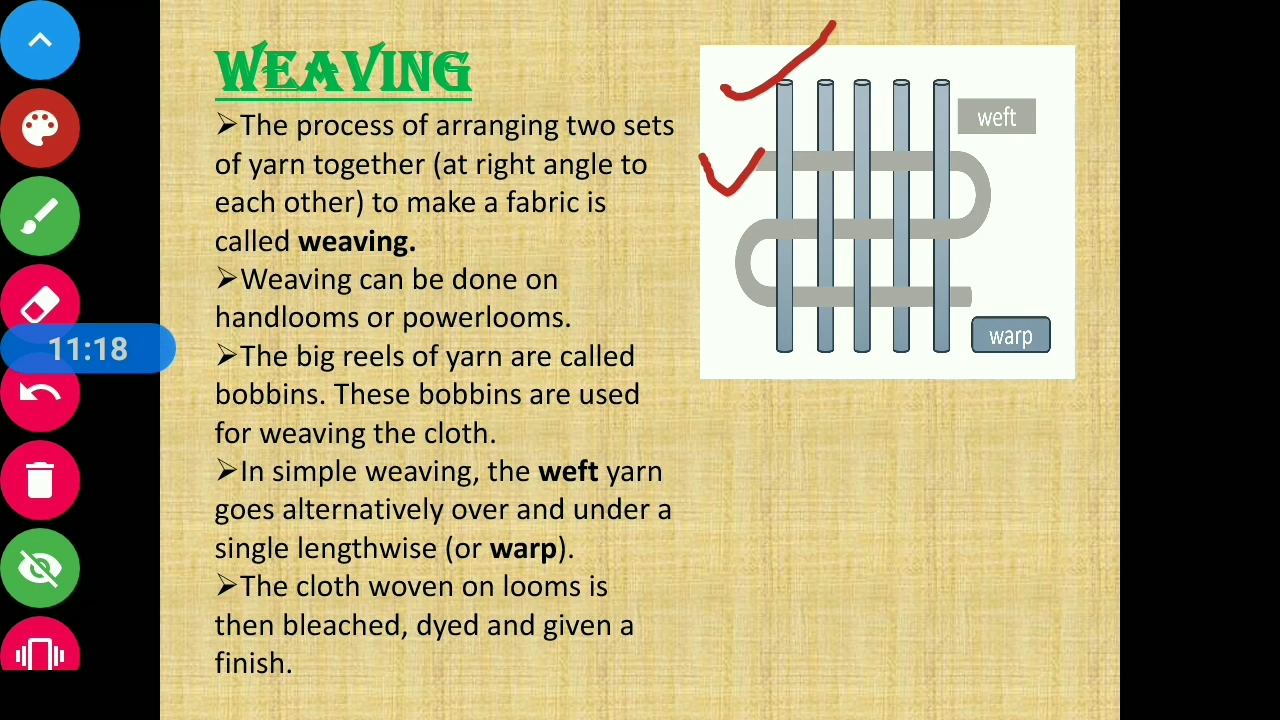 WEAVING
➢The process of arranging two sets
of yarn together (at right angle to
each other) to make a fabric is
called weaving.
➢Weaving can be done on
handlooms or powerlooms.
➢The big reels of yarn are called
bobbins. These bobbins are used
for weaving the cloth.
➢In simple weaving, the weft yarn
goes alternatively over and under a
single lengthwise (or warp).
➢The cloth woven on looms is
then bleached, dyed and given a
finish.
weft
warp
11:18